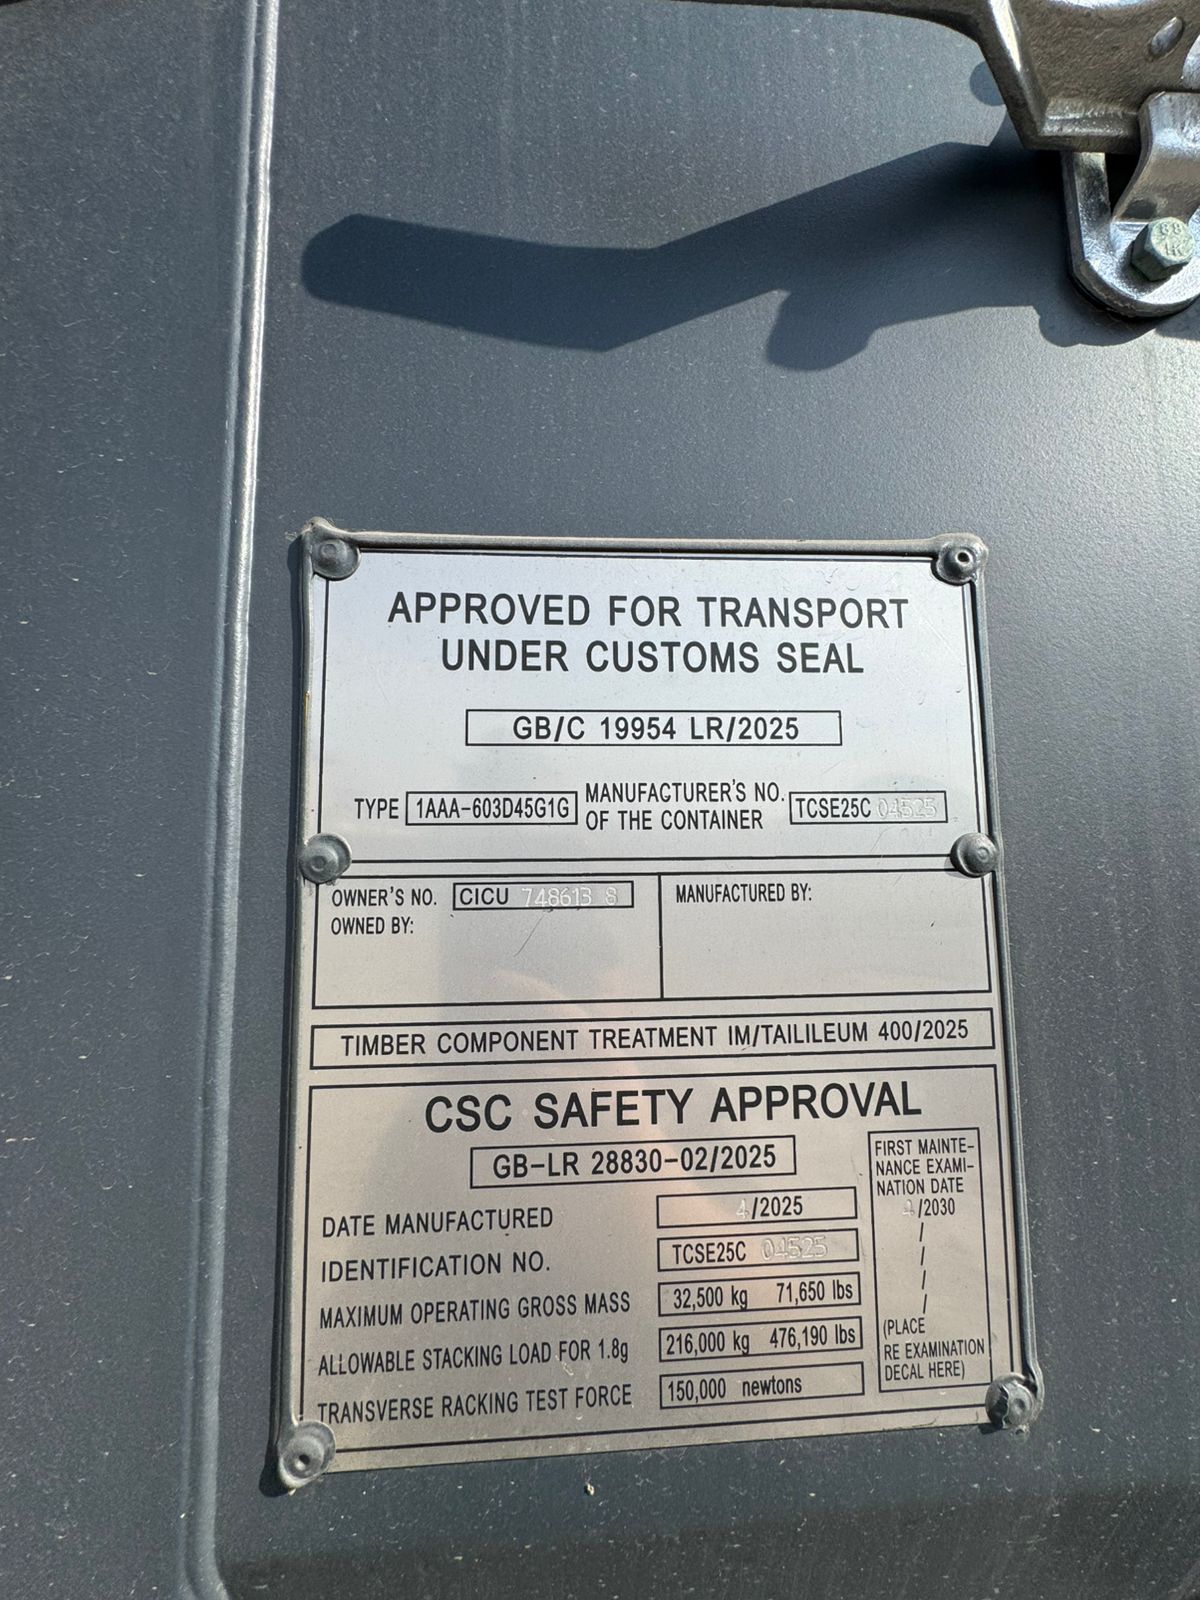 APPROVED FOR TRANSPORT
UNDER CUSTOMS SEAL
GB/C 19954 LR/2025
TYPE 1AAA-603D45G1G MANUFACTURER'S NO. OF THE CONTAINER TCSE25C 04525
OWNER'S NO. CICU 748613 8
OWNED BY:
MANUFACTURED BY:
TIMBER COMPONENT TREATMENT IM/TAILILEUM 400/2025
CSC SAFETY APPROVAL
GB-LR 28830-02/2025
DATE MANUFACTURED 4/2025
IDENTIFICATION NO. TCSE25C 04525
MAXIMUM OPERATING GROSS MASS 32,500 kg 71,650 lbs
ALLOWABLE STACKING LOAD FOR 1.8g 216,000 kg 476,190 lbs
TRANSVERSE RACKING TEST FORCE 150,000 newtons
FIRST MAINTE-
NANCE EXAMI-
NATION DATE
4/2030
/
/
/
/
/
(PLACE
RE EXAMINATION
DECAL HERE)